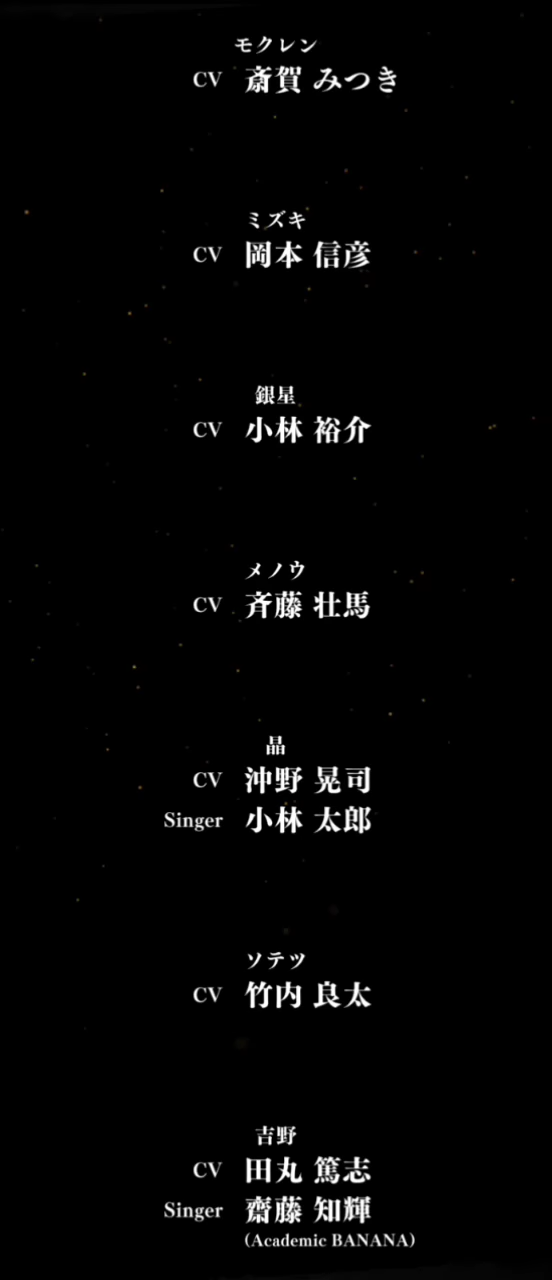 モクレン
CV 斎賀 みつき
ミズキ
CV 岡本 信彦
銀星
CV 小林 裕介
メノウ
CV 斉藤 壮馬
晶
CV 沖野 晃司
Singer 小林 太郎
ソテツ
CV 竹内 良太
吉野
CV 田丸 篤志
Singer 齋藤 知輝
(Academic BANANA)